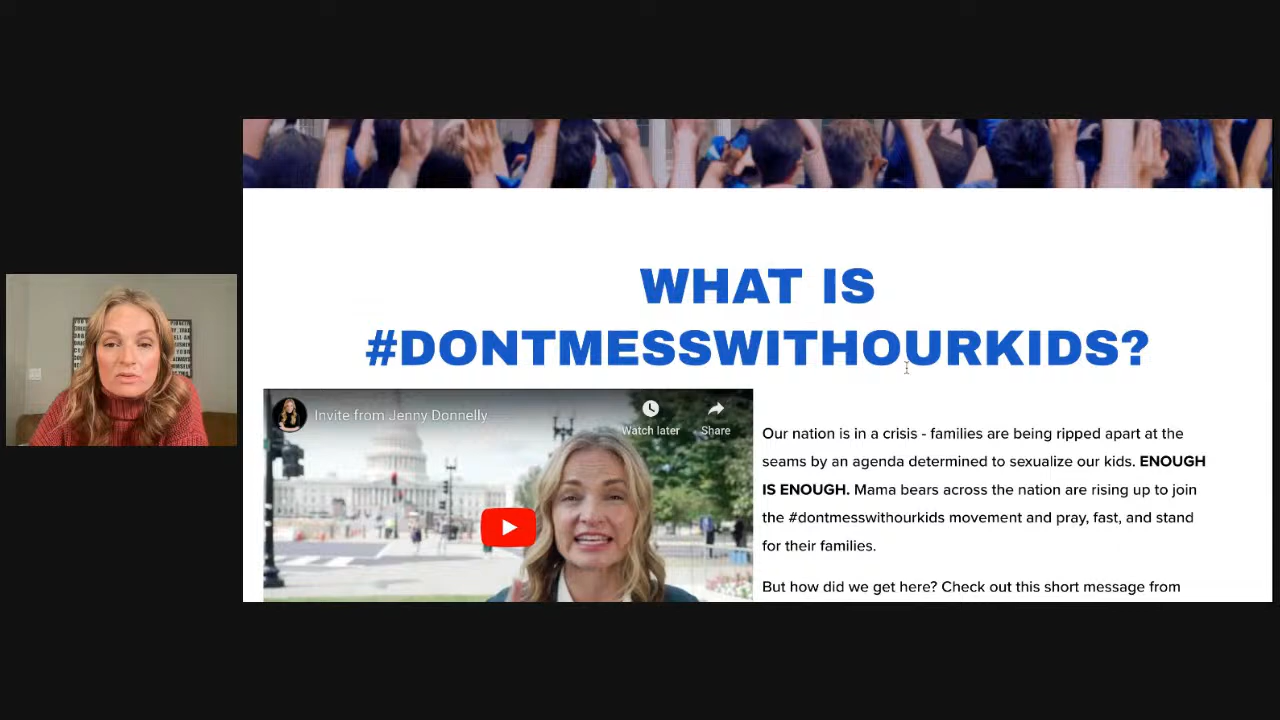 WHAT IS
#DONTMESSWITHOURKIDS?
Invite from Jenny Donnelly
Watch later
Share
Our nation is in a crisis - families are being ripped apart at the
seams by an agenda determined to sexualize our kids. ENOUGH
IS ENOUGH. Mama bears across the nation are rising up to join
the #dontmesswithourkids movement and pray, fast, and stand
for their families.
But how did we get here? Check out this short message from